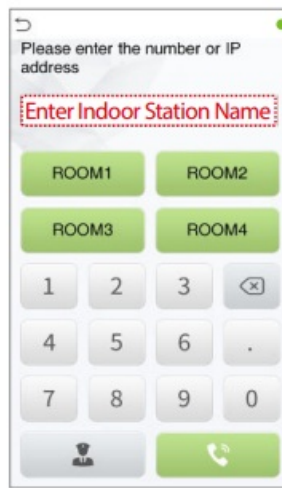 Please enter the number or IP
address
Enter Indoor Station Name
ROOM1 ROOM2
ROOM3 ROOM4
1 2 3
4 5 6 .
7 8 9 0